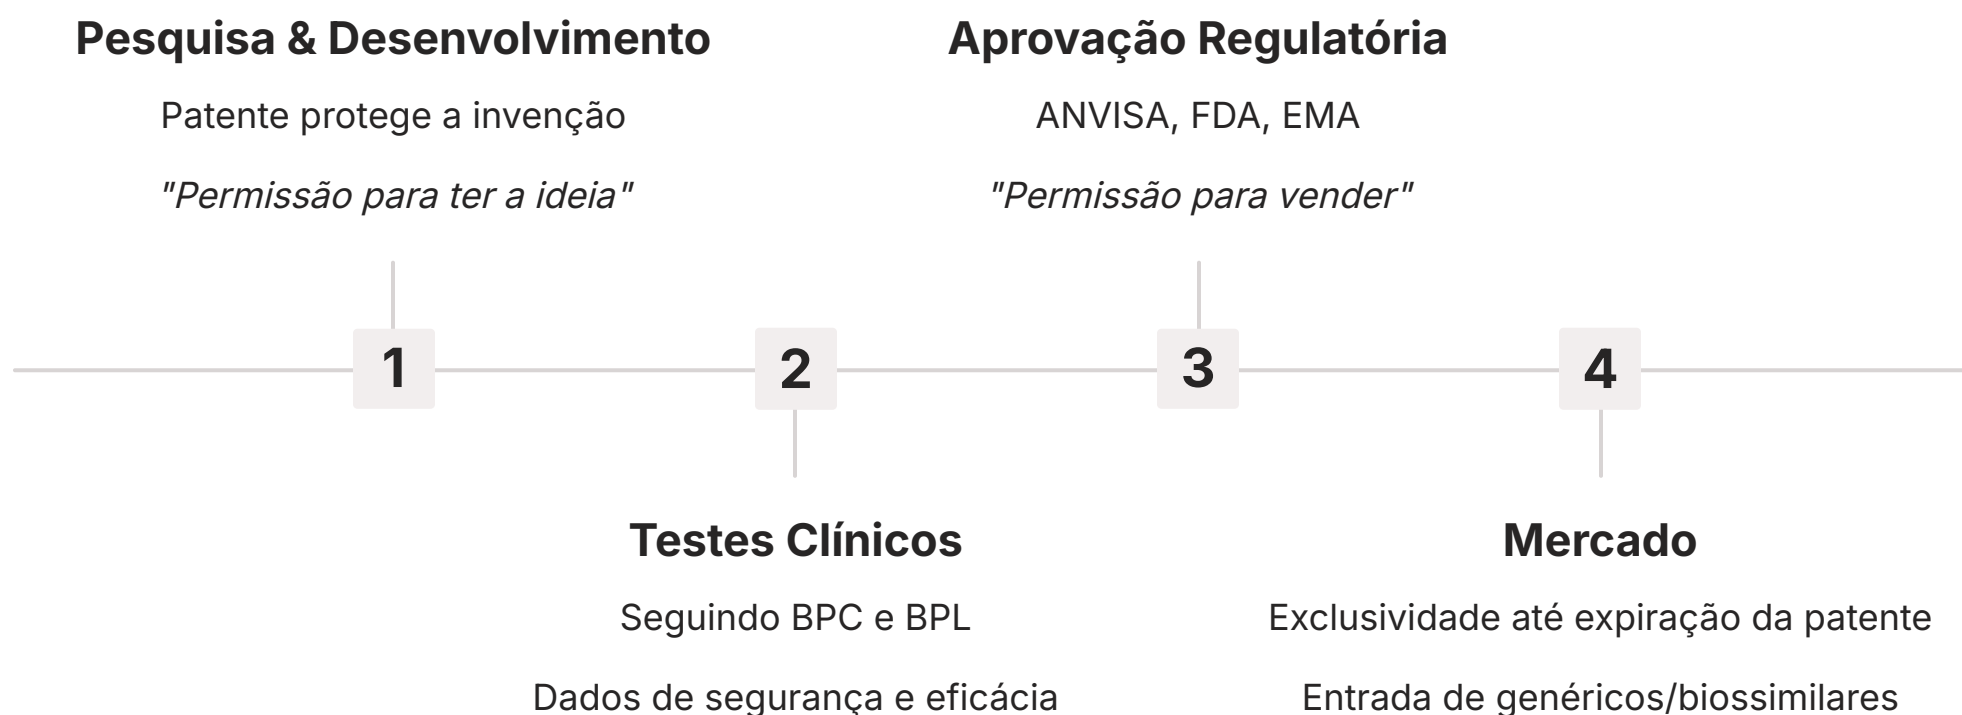 Pesquisa & Desenvolvimento
Patente protege a invenção
"Permissão para ter a ideia"
Aprovação Regulatória
ANVISA, FDA, EMA
"Permissão para vender"
1
2
3
4
Testes Clínicos
Seguindo BPC e BPL
Dados de segurança e eficácia
Mercado
Exclusividade até expiração da patente
Entrada de genéricos/biossimilares